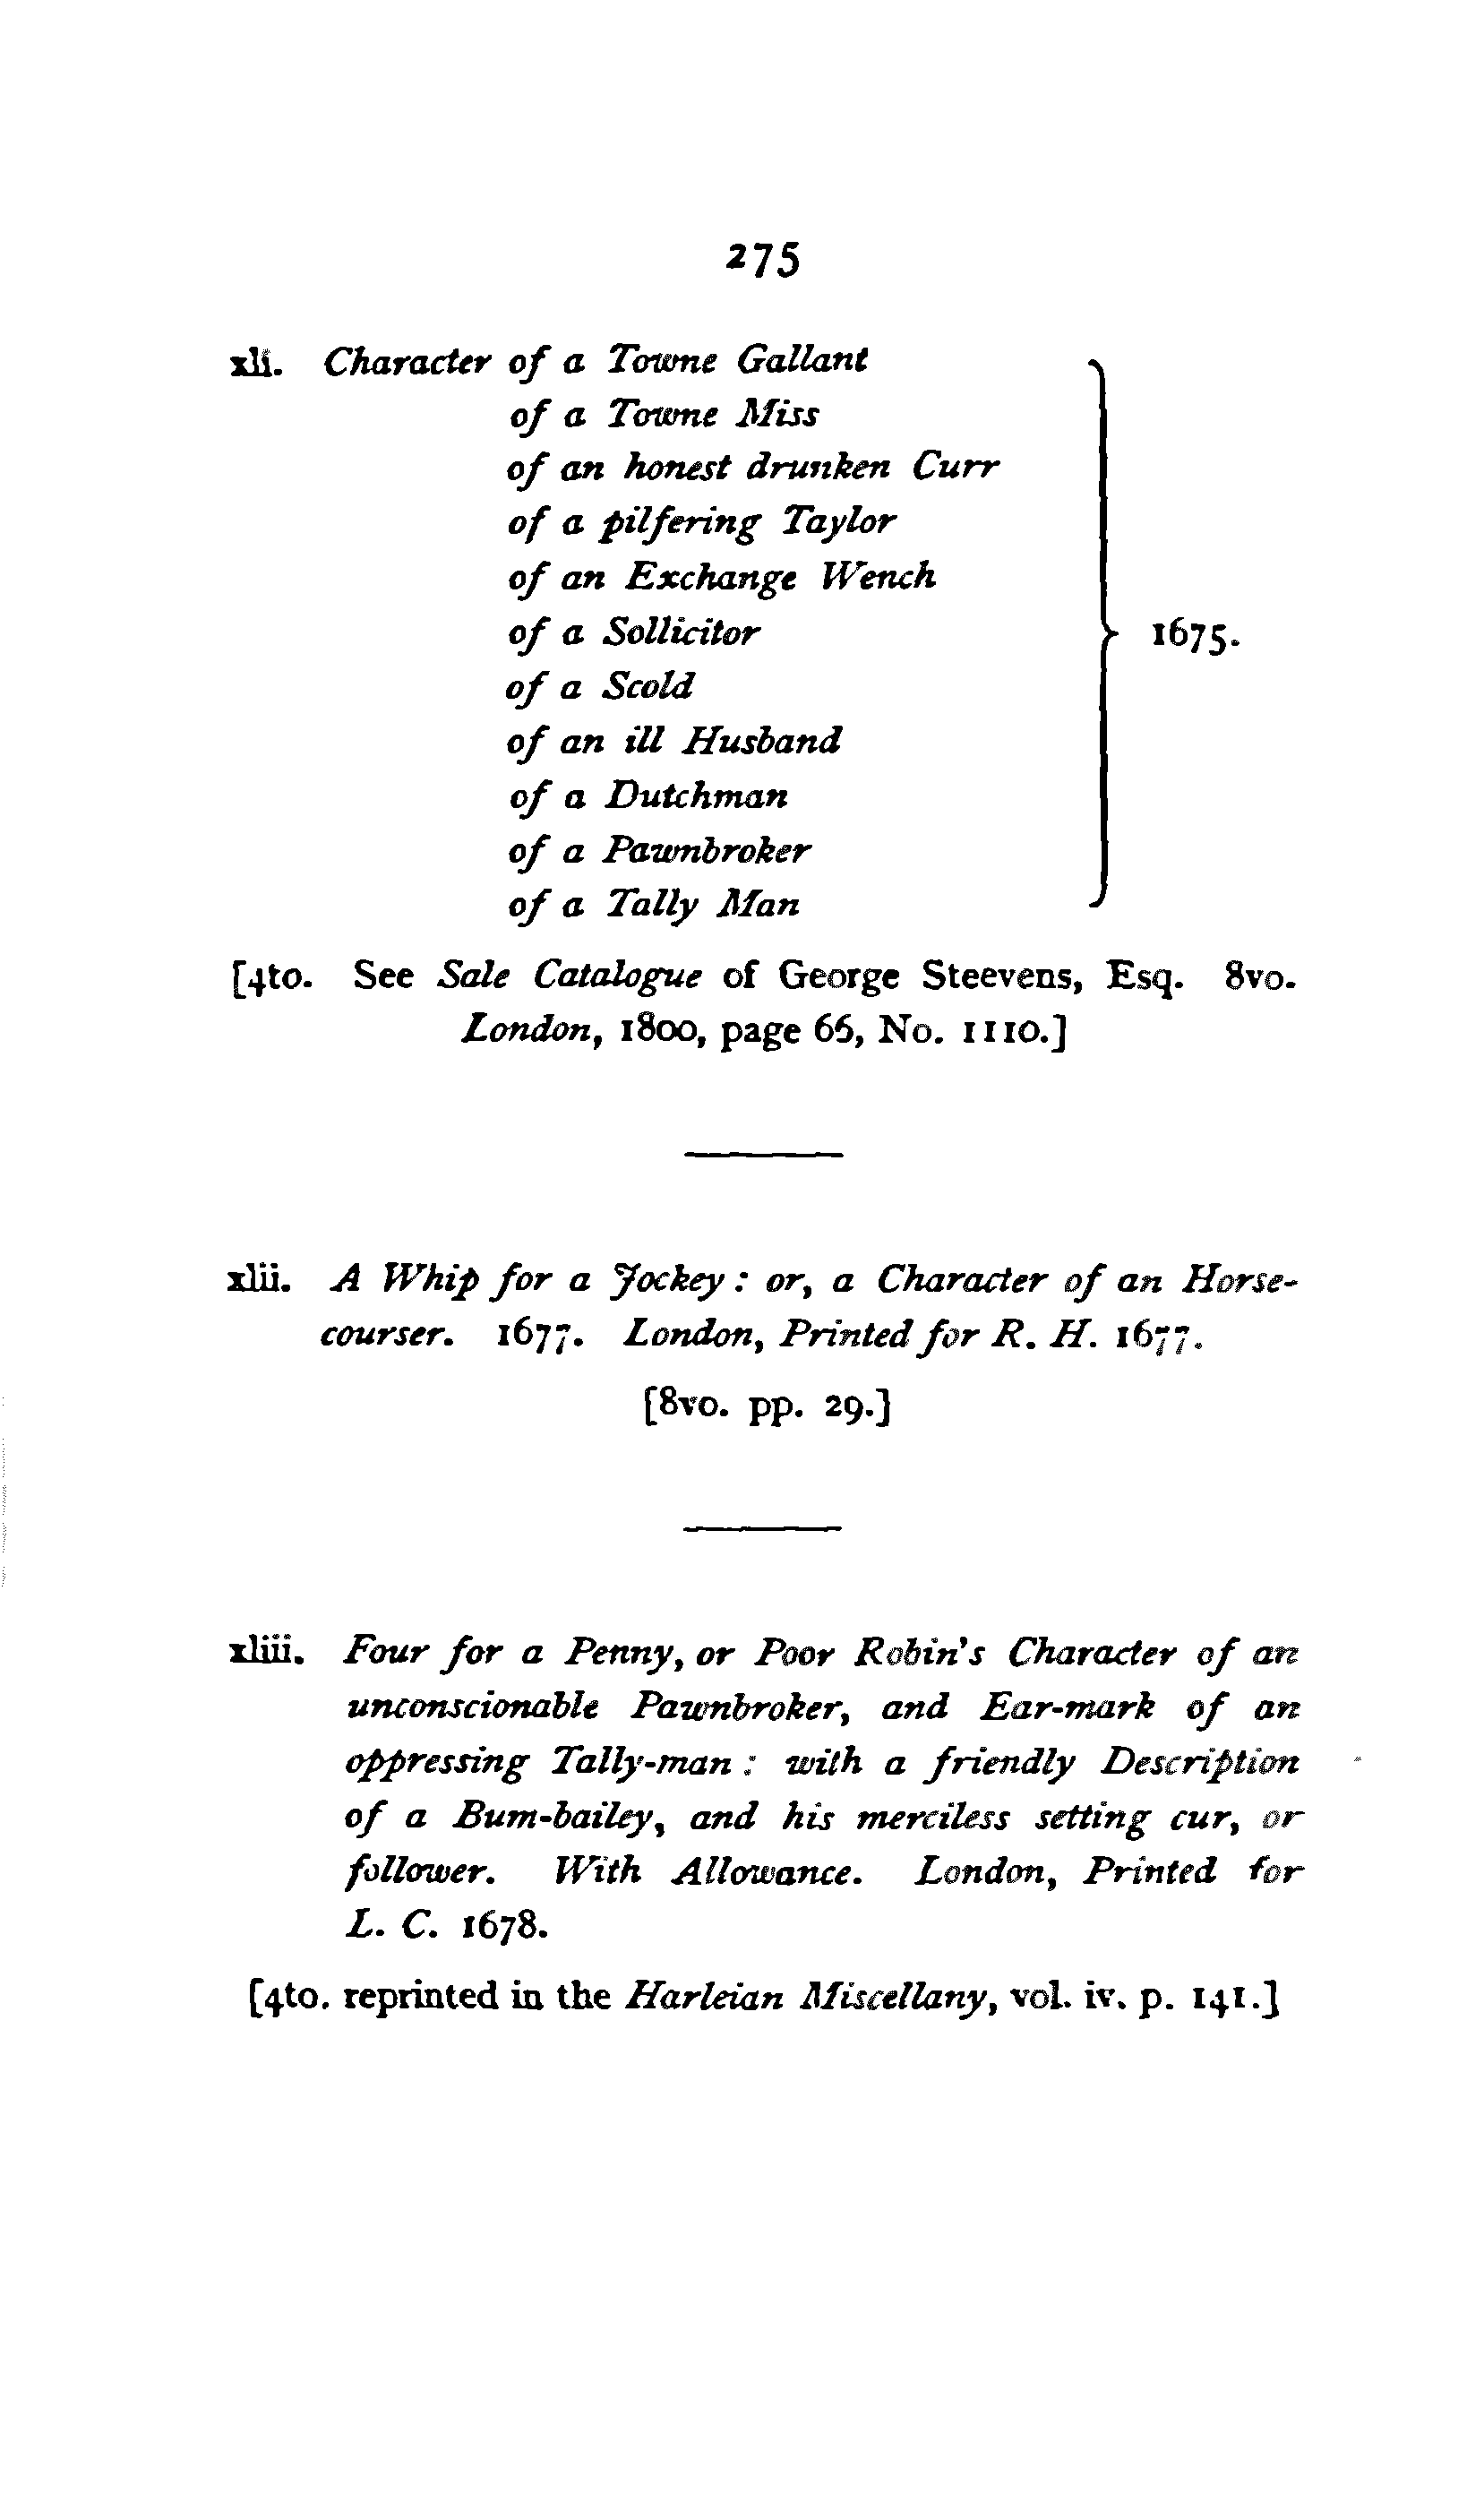 275
xli. Character of a Towne Gallant
of a Towne Miss
of an honest drunken Curr
of a pilfering Taylor
of an Exchange Wench
of a Sollicitor 1675.
of a Scold
of an ill Husband
of a Dutchman
of a Pawnbroker
of a Tally Man
[4to. See Sale Catalogue of George Steevens, Esq. 8vo.
London, 1800, page 66, No. 1110.]
xlii. A Whip for a Jockey: or, a Character of an Horse-
courser. 1677. London, Printed for R. H. 1677.
[8vo. pp. 29.]
xliii. Four for a Penny, or Poor Robin's Character of an
unconscionable Pawnbroker, and Ear-mark of an
oppressing Tally-man: with a friendly Description
of a Bum-bailey, and his merciless setting cur, or
follower. With Allowance. London, Printed for
L. C. 1678.
[4to. reprinted in the Harleian Miscellany, vol. iv. p. 141.]